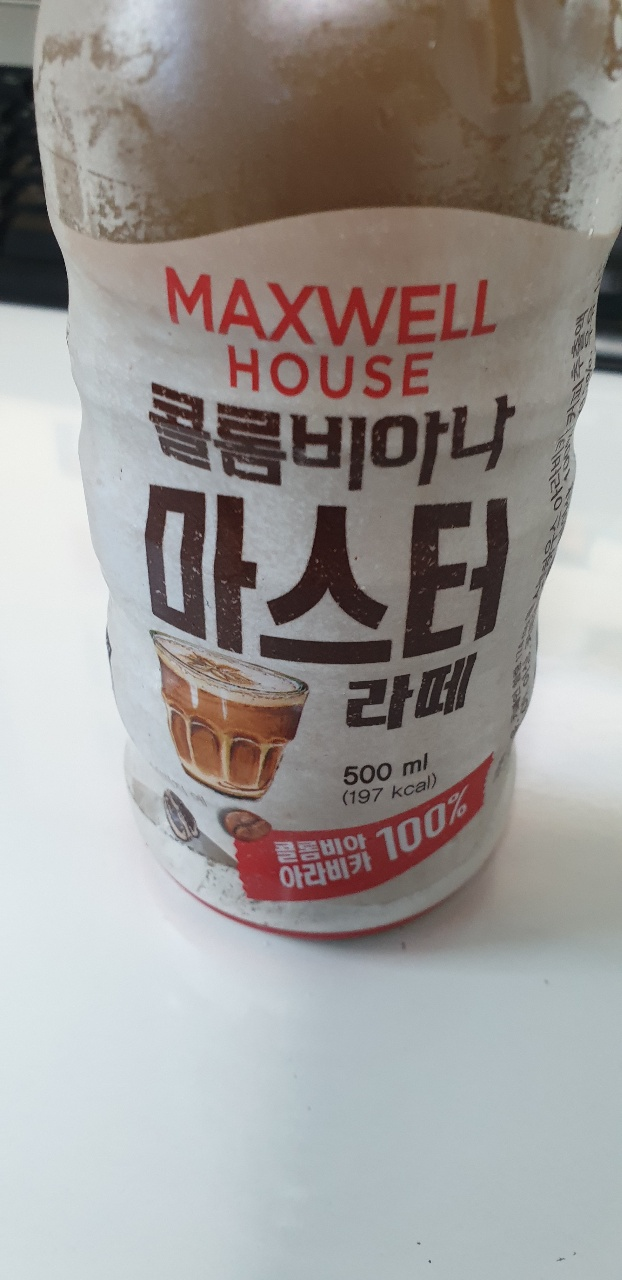 MAXWELL
HOUSE
콜롬비아나
마스터
라떼
500 ml
(197 kcal)
콜롬비아
아라비카 100%